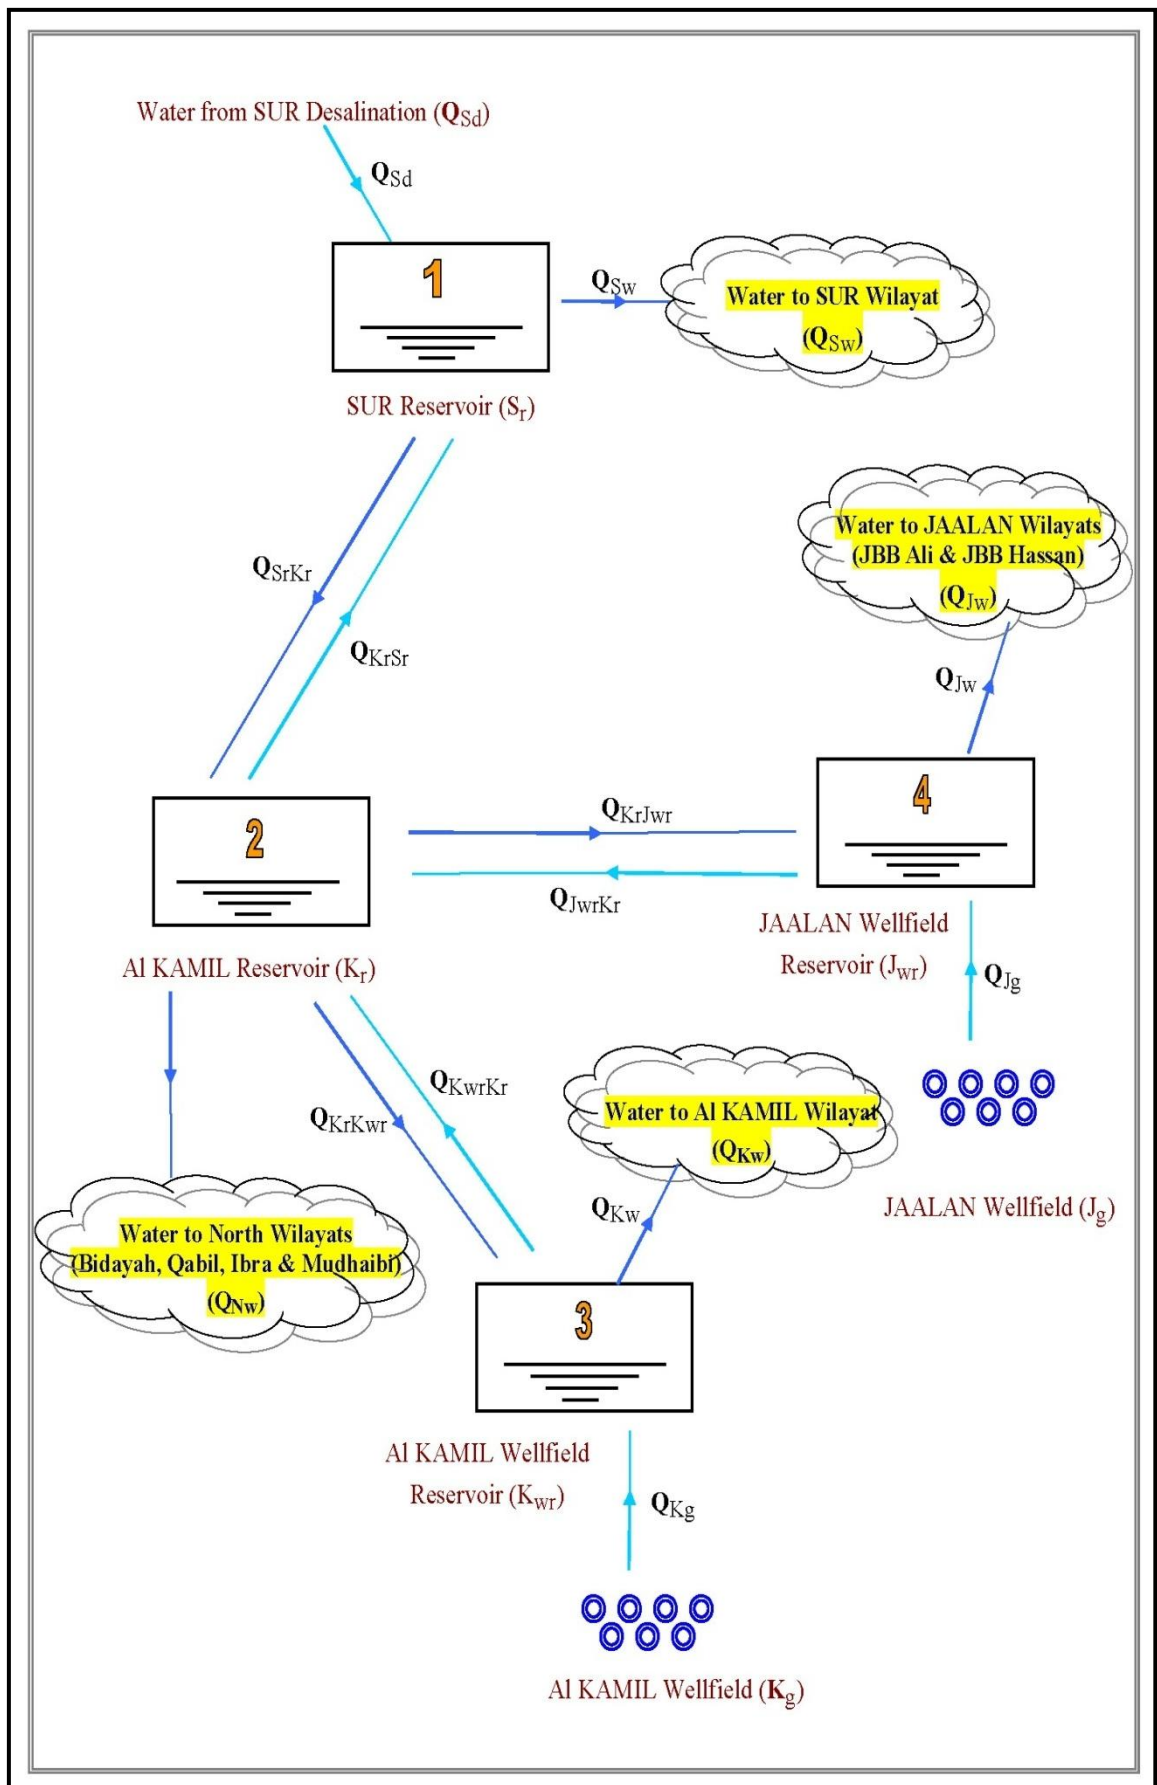 Water from SUR Desalination (QSd)
QSd
1
QSw
Water to SUR Wilayat
(QSw)
SUR Reservoir (Sr)
QSrKr
QKrSr
Water to JAALAN Wilayats
(JBB Ali & JBB Hassan)
(QJw)
QJw
2
QKrJwr
4
QJwrKr
Al KAMIL Reservoir (Kr)
JAALAN Wellfield
Reservoir (Jwr)
QJg
QKwrKr
QKrKwr
Water to Al KAMIL Wilayat
(QKw)
QKw
JAALAN Wellfield (Jg)
Water to North Wilayats
(Bidayah, Qabil, Ibra & Mudhaibi)
(QNw)
3
Al KAMIL Wellfield
Reservoir (Kwr)
QKg
Al KAMIL Wellfield (Kg)